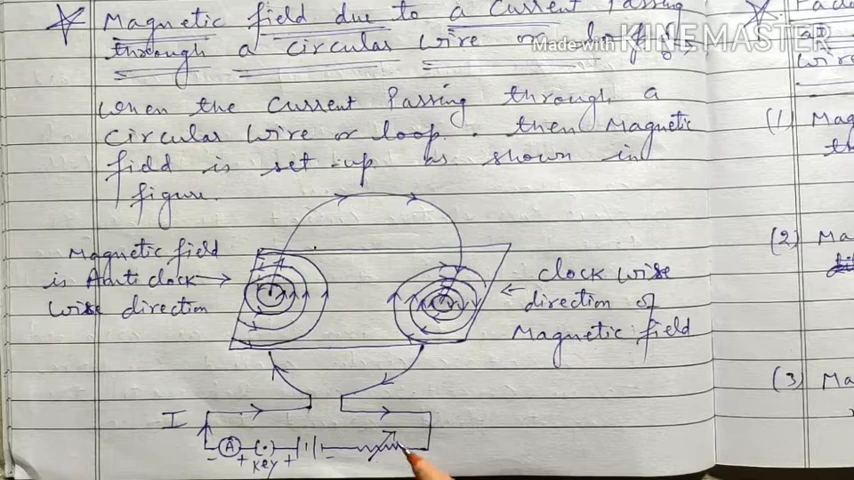 Magnetic field due to a Current Passing
through a circular wire or loop
Made with KINEMASTER
when the Current Passing through a
Circular wire or loop. then Magnetic
field is set-up as shown in
figure.
Magnetic field
is Anti clock
wise direction
clock wise
direction of
Magnetic field
I
A
- + key + -
(1) Mag
(2) Ma
(3) Ma